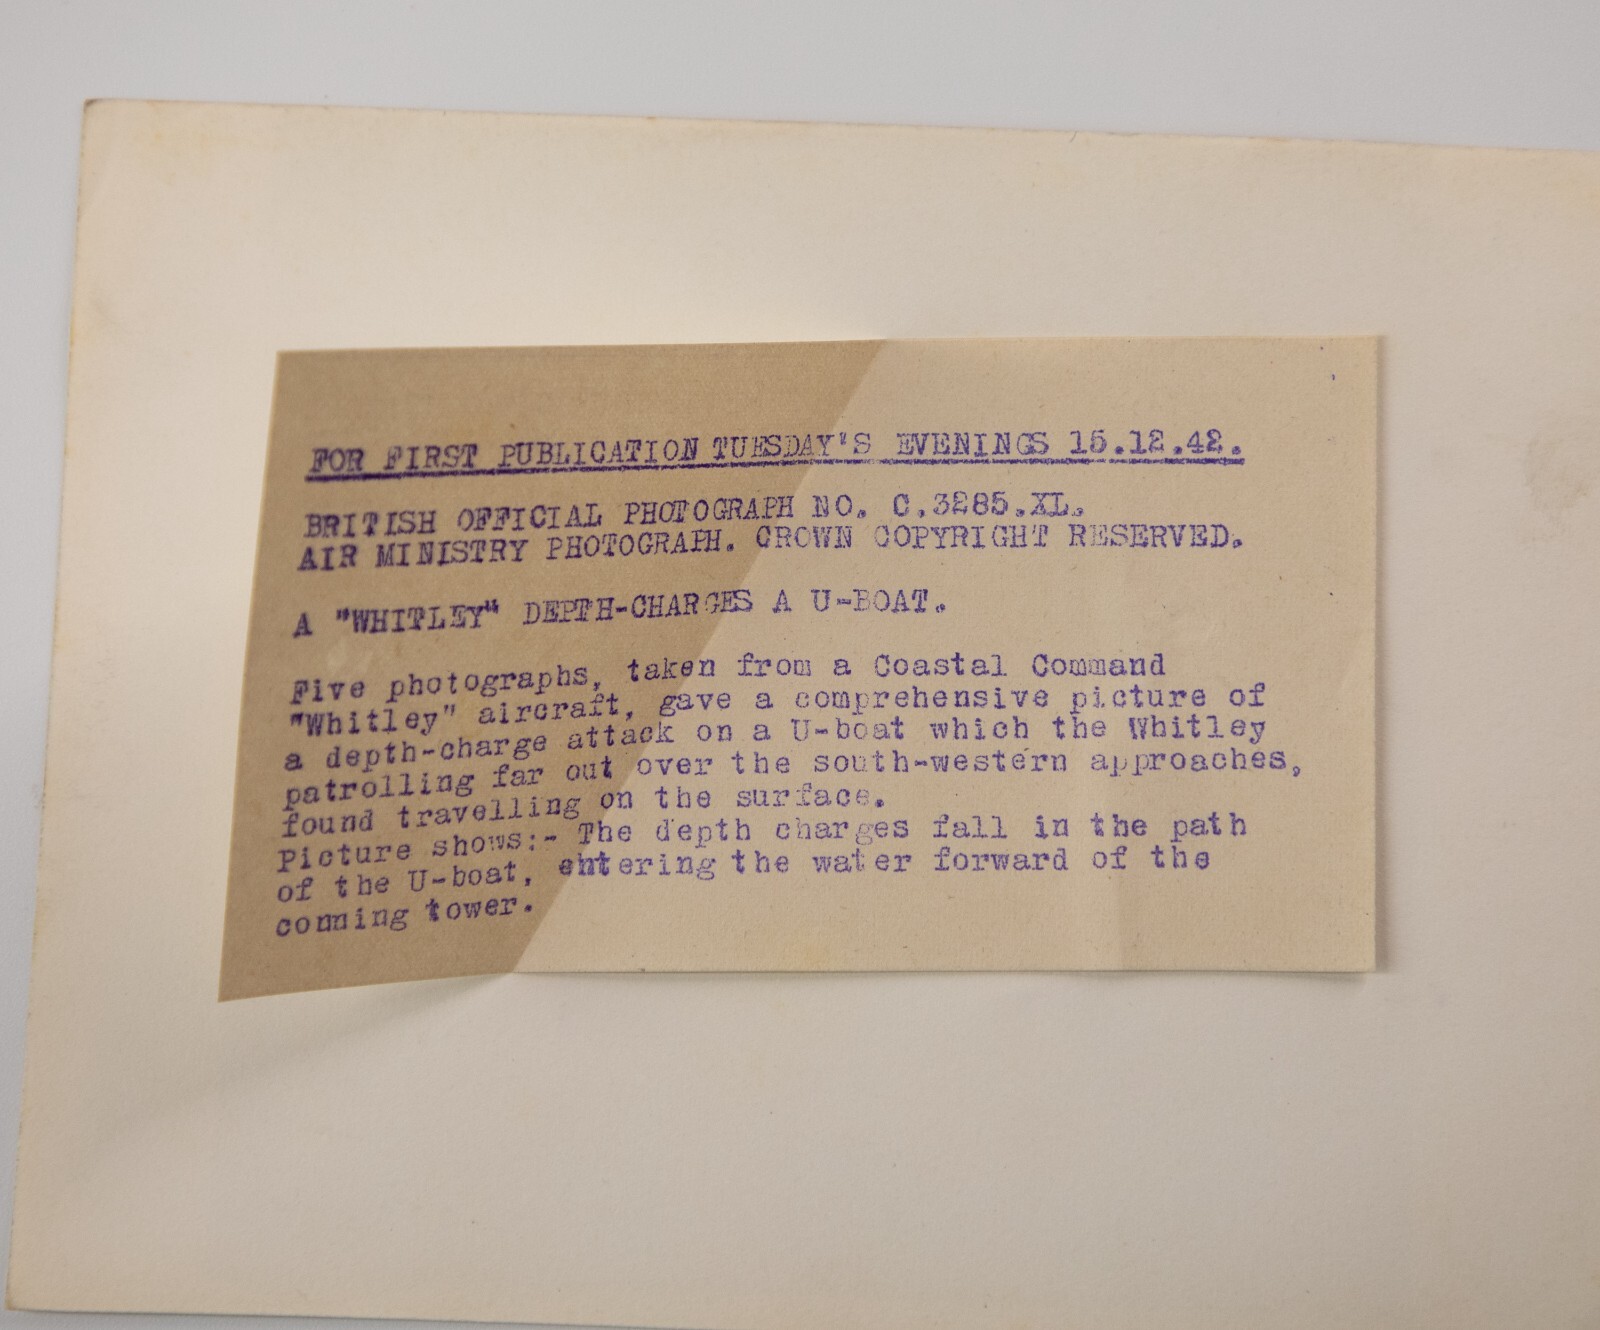 FOR FIRST PUBLICATION TUESDAY'S EVENINGS 15.12.42.
BRITISH OFFICIAL PHOTOGRAPH NO. C.3285.XL.
AIR MINISTRY PHOTOGRAPH. CROWN COPYRIGHT RESERVED.
A "WHITLEY" DEPTH-CHARGES A U-BOAT.
Five photographs, taken from a Coastal Command
"Whitley" aircraft, gave a comprehensive picture of
a depth-charge attack on a U-boat which the Whitley
patrolling far out over the south-western approaches,
found travelling on the surface.
Picture shows:- The depth charges fall in the path
of the U-boat, entering the water forward of the
conning tower.